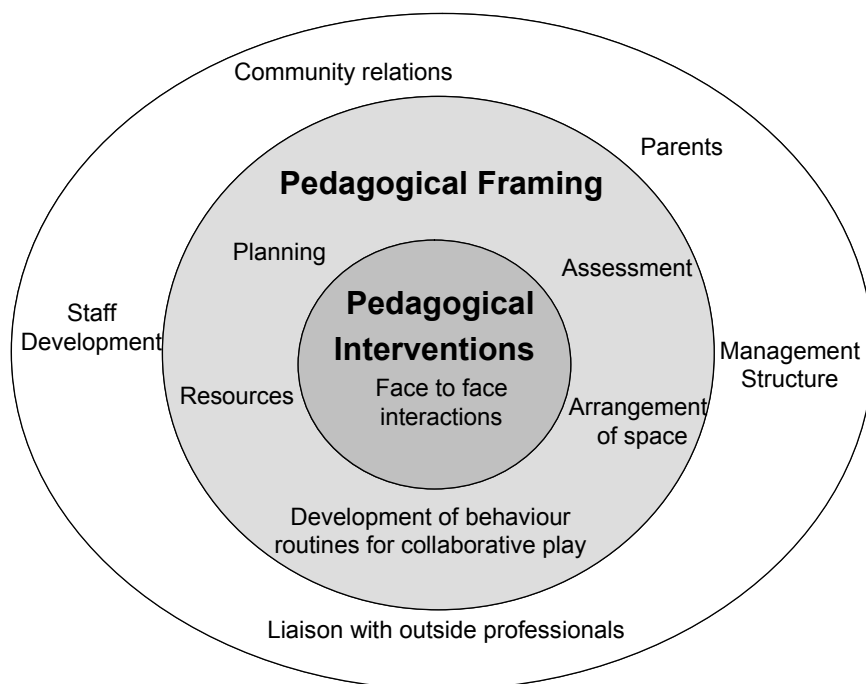 Community relations
Parents
Pedagogical Framing
Planning
Assessment
Pedagogical
Interventions
Face to face
interactions
Staff
Development
Management
Structure
Resources
Arrangement
of space
Development of behaviour
routines for collaborative play
Liaison with outside professionals